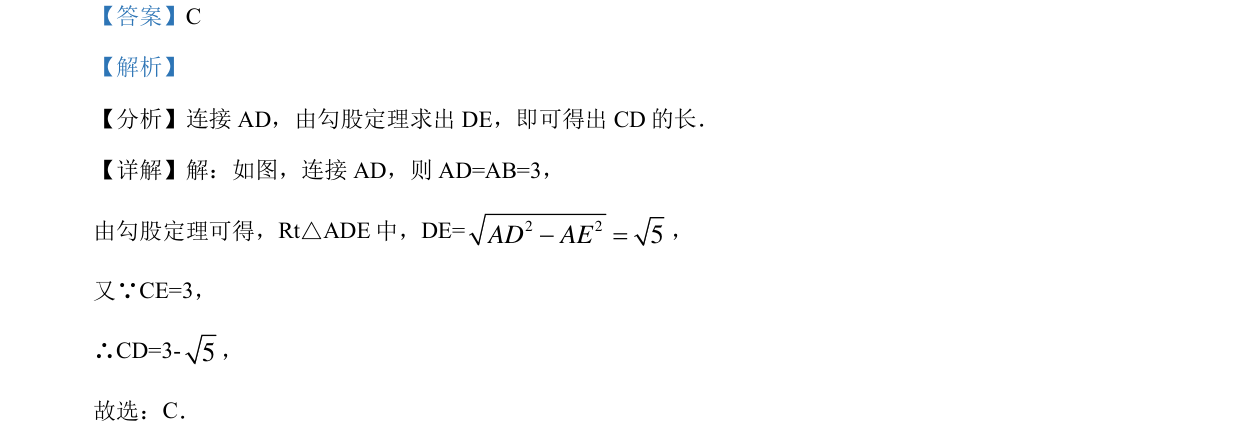 【答案】C
【解析】
【分析】连接 AD，由勾股定理求出 DE，即可得出 CD 的长．
【详解】解：如图，连接 AD，则 AD=AB=3，
由勾股定理可得，Rt△ADE 中，DE=√(AD²－AE²)＝√5，
又∵CE=3，
∴CD=3-√5，
故选：C．